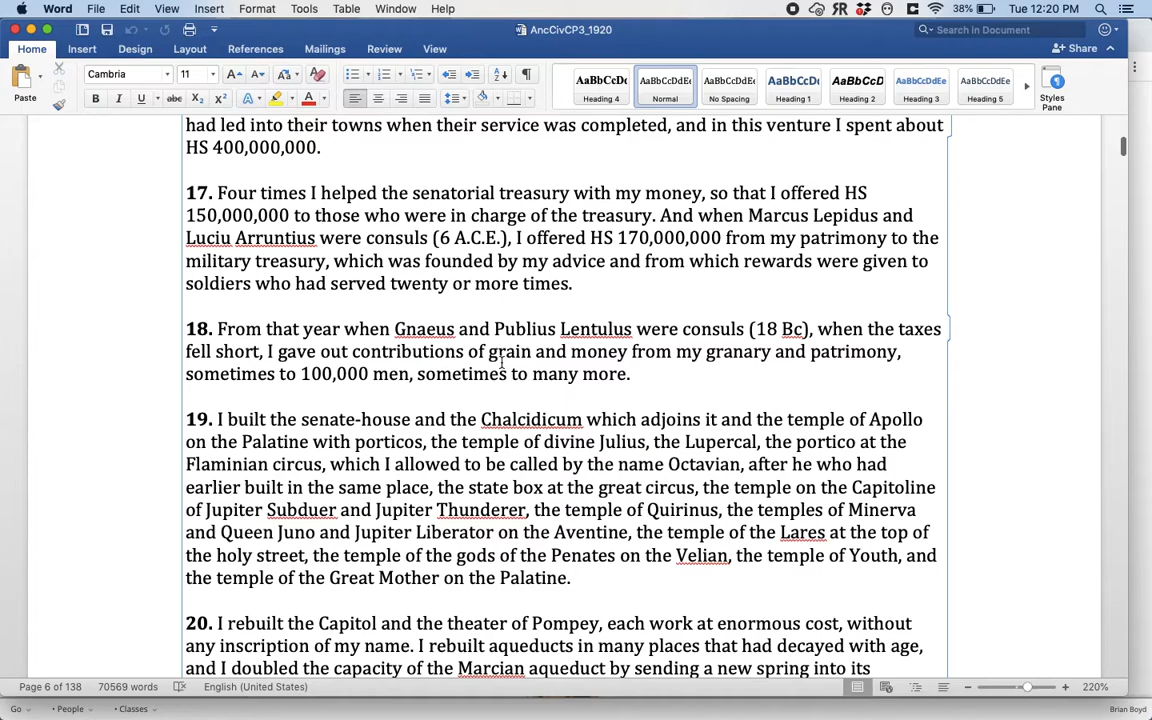 Word File Edit View Insert Format Tools Table Window Help 38% Tue 12:20 PM
AncCivCP3_1920 Search in Document
Home Insert Design Layout References Mailings Review View Share
Paste Cambria 11 AaBbCcDc AaBbCcDdEe AaBbCcDdEe AaBbCcDd AaBbCcD AaBbCcDdEe AaBbCcDdEe
B I U abc X₂ X² A A Heading 4 Normal No Spacing Heading 1 Heading 2 Heading 3 Heading 5 Styles Pane
had led into their towns when their service was completed, and in this venture I spent about
HS 400,000,000.
17. Four times I helped the senatorial treasury with my money, so that I offered HS
150,000,000 to those who were in charge of the treasury. And when Marcus Lepidus and
Luciu Arruntius were consuls (6 A.C.E.), I offered HS 170,000,000 from my patrimony to the
military treasury, which was founded by my advice and from which rewards were given to
soldiers who had served twenty or more times.
18. From that year when Gnaeus and Publius Lentulus were consuls (18 Bc), when the taxes
fell short, I gave out contributions of grain and money from my granary and patrimony,
sometimes to 100,000 men, sometimes to many more.
19. I built the senate-house and the Chalcidicum which adjoins it and the temple of Apollo
on the Palatine with porticos, the temple of divine Julius, the Lupercal, the portico at the
Flaminian circus, which I allowed to be called by the name Octavian, after he who had
earlier built in the same place, the state box at the great circus, the temple on the Capitoline
of Jupiter Subduer and Jupiter Thunderer, the temple of Quirinus, the temples of Minerva
and Queen Juno and Jupiter Liberator on the Aventine, the temple of the Lares at the top of
the holy street, the temple of the gods of the Penates on the Velian, the temple of Youth, and
the temple of the Great Mother on the Palatine.
20. I rebuilt the Capitol and the theater of Pompey, each work at enormous cost, without
any inscription of my name. I rebuilt aqueducts in many places that had decayed with age,
and I doubled the capacity of the Marcian aqueduct by sending a new spring into its
Page 6 of 138 70569 words English (United States) 220%
Go • People • Classes Brian Boyd